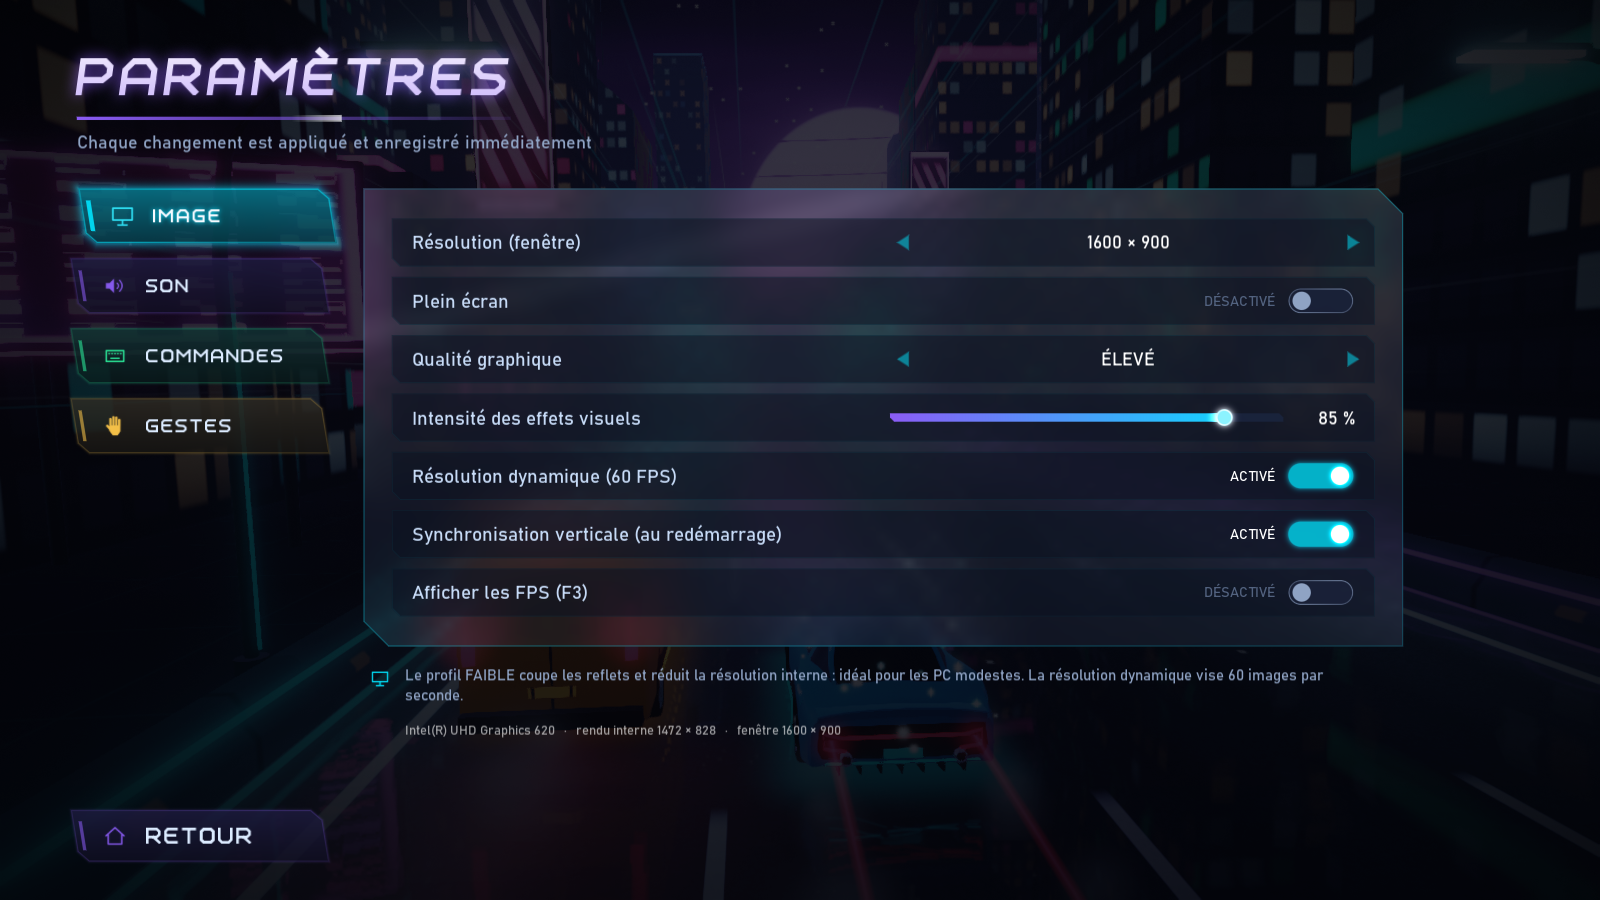 PARAMÈTRES
Chaque changement est appliqué et enregistré immédiatement
IMAGE
SON
COMMANDES
GESTES
Résolution (fenêtre)
1600 × 900
Plein écran
DÉSACTIVÉ
Qualité graphique
ÉLEVÉ
Intensité des effets visuels
85 %
Résolution dynamique (60 FPS)
ACTIVÉ
Synchronisation verticale (au redémarrage)
ACTIVÉ
Afficher les FPS (F3)
DÉSACTIVÉ
Le profil FAIBLE coupe les reflets et réduit la résolution interne : idéal pour les PC modestes. La résolution dynamique vise 60 images par
seconde.
Intel(R) UHD Graphics 620 · rendu interne 1472 × 828 · fenêtre 1600 × 900
RETOUR